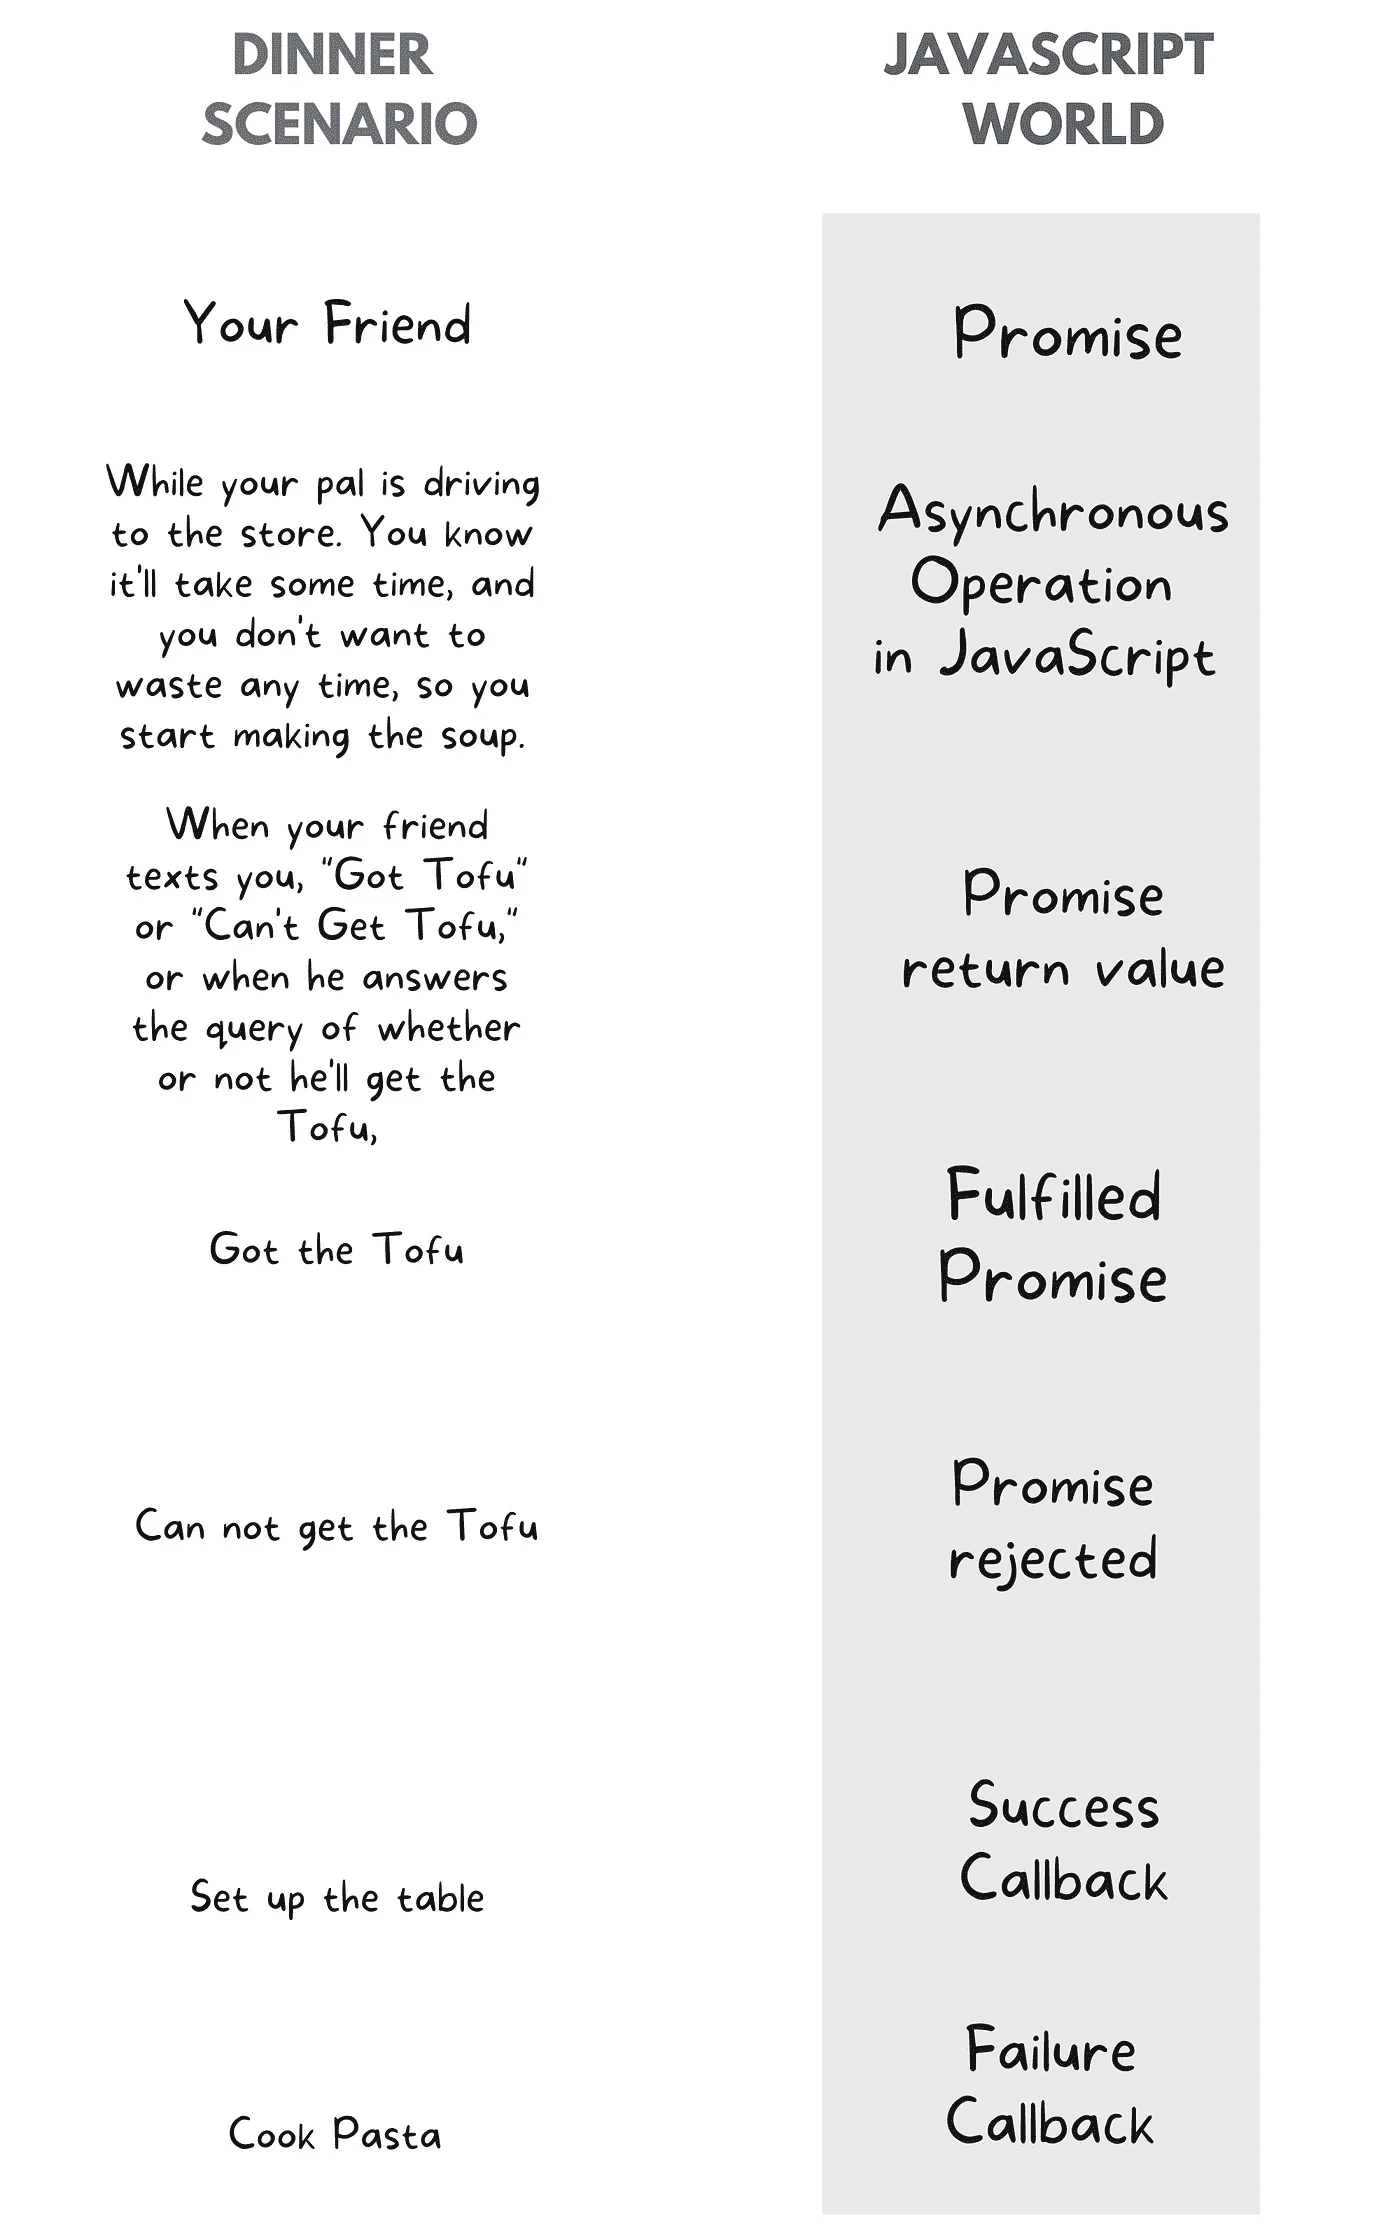 DINNER
SCENARIO
JAVASCRIPT
WORLD
Your Friend
Promise
While your pal is driving
to the store. You know
it'll take some time, and
you don't want to
waste any time, so you
start making the soup.
Asynchronous
Operation
in JavaScript
When your friend
texts you, "Got Tofu"
or "Can't Get Tofu,"
or when he answers
the query of whether
or not he'll get the
Tofu,
Promise
return value
Got the Tofu
Fulfilled
Promise
Can not get the Tofu
Promise
rejected
Set up the table
Success
Callback
Cook Pasta
Failure
Callback